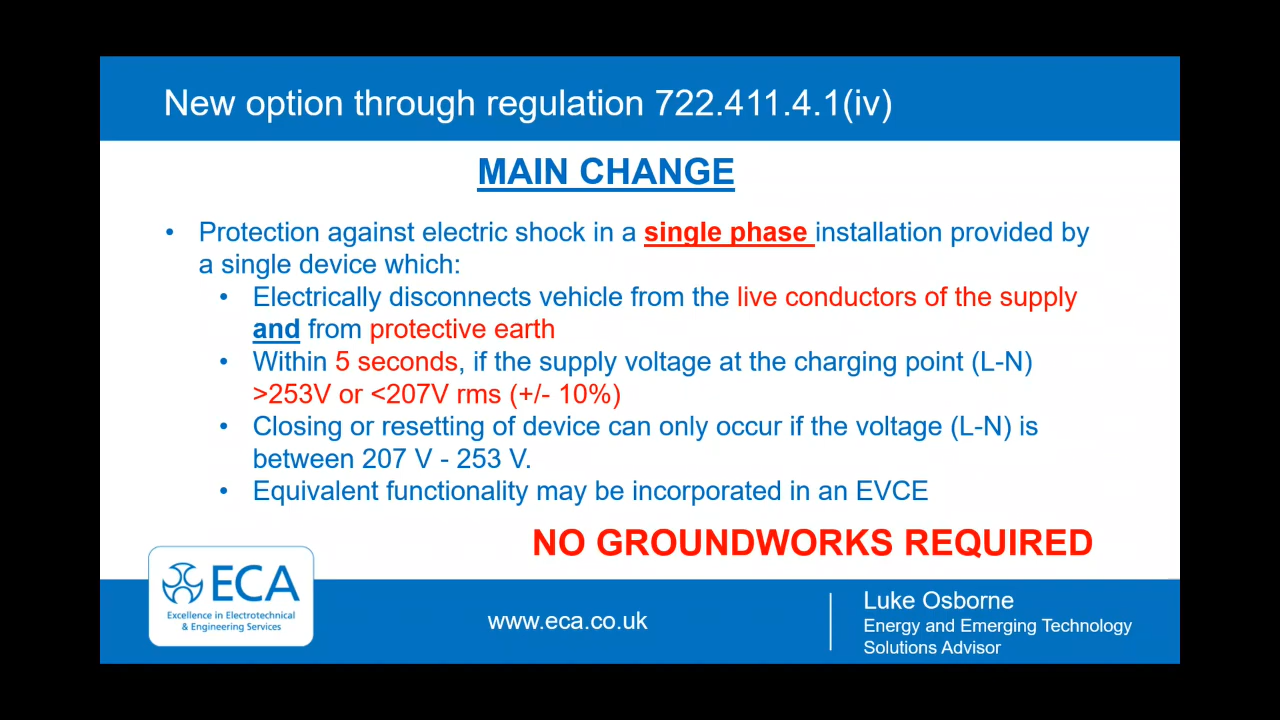 New option through regulation 722.411.4.1(iv)
MAIN CHANGE
• Protection against electric shock in a single phase installation provided by
a single device which:
• Electrically disconnects vehicle from the live conductors of the supply
and from protective earth
• Within 5 seconds, if the supply voltage at the charging point (L-N)
>253V or <207V rms (+/- 10%)
• Closing or resetting of device can only occur if the voltage (L-N) is
between 207 V - 253 V.
• Equivalent functionality may be incorporated in an EVCE
NO GROUNDWORKS REQUIRED
ECA
Excellence in Electrotechnical
& Engineering Services
www.eca.co.uk
Luke Osborne
Energy and Emerging Technology
Solutions Advisor